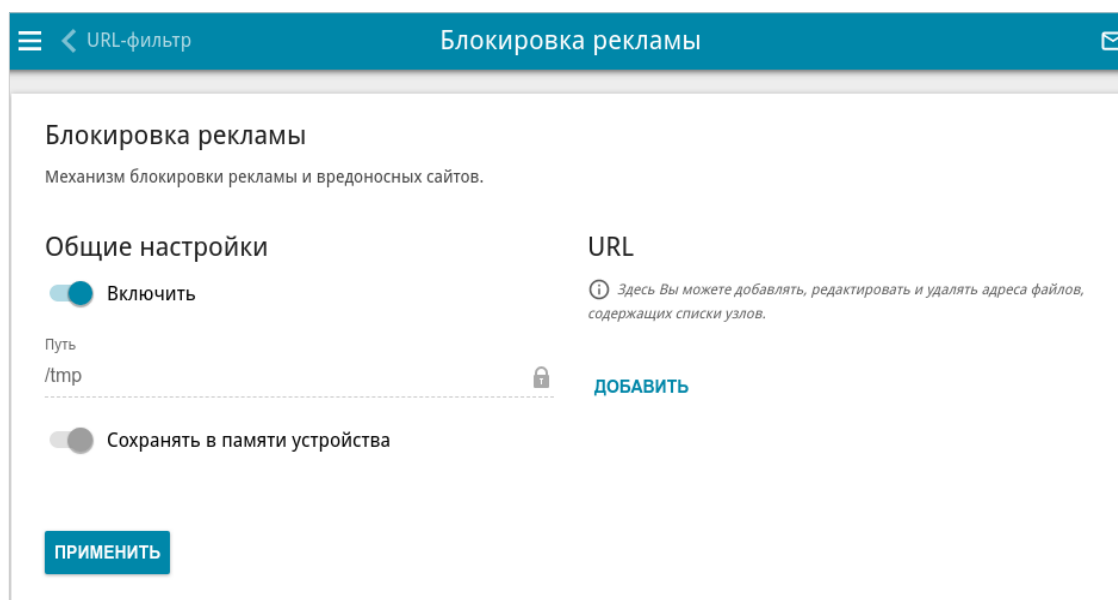 URL-фильтр
Блокировка рекламы
Блокировка рекламы
Механизм блокировки рекламы и вредоносных сайтов.
Общие настройки
Включить
Путь
/tmp
Сохранять в памяти устройства
ПРИМЕНИТЬ
URL
Здесь Вы можете добавлять, редактировать и удалять адреса файлов,
содержащих списки узлов.
ДОБАВИТЬ